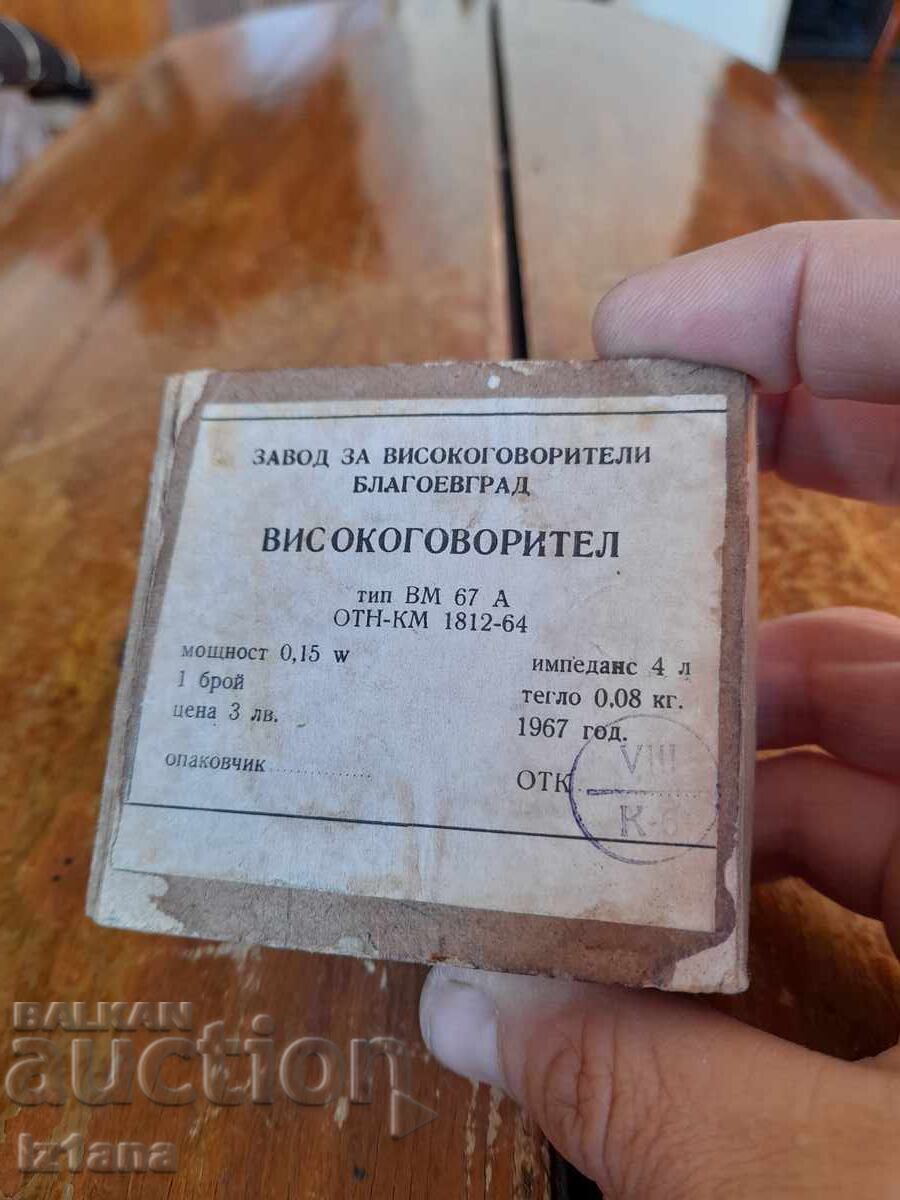 ЗАВОД ЗА ВИСОКОГОВОРИТЕЛИ
БЛАГОЕВГРАД
ВИСОКОГОВОРИТЕЛ
тип ВМ 67 А
ОТН-КМ 1812-64
мощност 0,15 w
1 брой
цена 3 лв.
опаковчик
импеданс 4 л
тегло 0.08 кг.
1967 год.
ОТК
VIII
BALKAN
auction
iz1ana